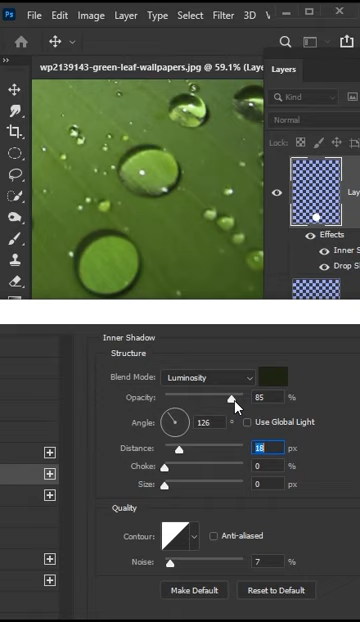 Ps File Edit Image Layer Type Select Filter 3D
wp2139143-green-leaf-wallpapers.jpg @ 59.1% (Laye
Layers
Kind
Normal
Lock:
Lay
Effects
Inner S
Drop S
Inner Shadow
Structure
Blend Mode: Luminosity
Opacity: 85 %
Angle: 126 ° Use Global Light
Distance: 18 px
Choke: 0 %
Size: 0 px
Quality
Contour: Anti-aliased
Noise: 7 %
Make Default Reset to Default